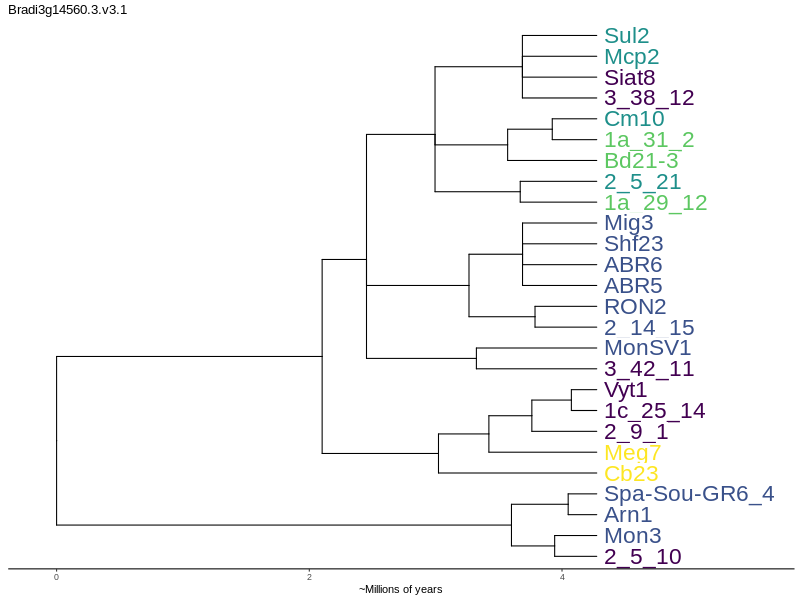 Bradi3g14560.3.v3.1
Sul2
Mcp2
Siat8
3_38_12
Cm10
1a_31_2
Bd21-3
2_5_21
1a_29_12
Mig3
Shf23
ABR6
ABR5
RON2
2_14_15
MonSV1
3_42_11
Vyt1
1c_25_14
2_9_1
Meg7
Cb23
Spa-Sou-GR6_4
Arn1
Mon3
2_5_10
0 2 4
~Millions of years